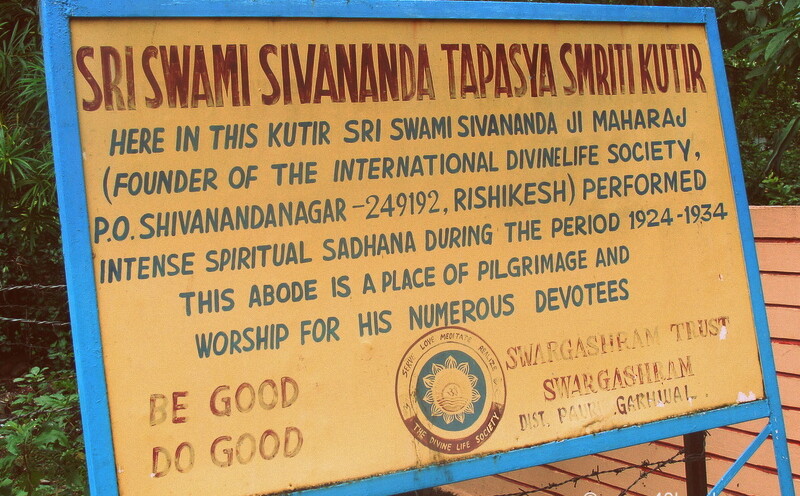 SRI SWAMI SIVANANDA TAPASYA SMRITI KUTIR
HERE IN THIS KUTIR SRI SWAMI SIVANANDA JI MAHARAJ
(FOUNDER OF THE INTERNATIONAL DIVINELIFE SOCIETY,
P.O. SHIVANANDANAGAR -249192, RISHIKESH) PERFORMED
INTENSE SPIRITUAL SADHANA DURING THE PERIOD 1924-1934
THIS ABODE IS A PLACE OF PILGRIMAGE AND
WORSHIP FOR HIS NUMEROUS DEVOTEES
BE GOOD
DO GOOD
SERVE LOVE MEDITATE REALIZE
THE DIVINE LIFE SOCIETY
SWARGASHRAM TRUST
SWARGASHRAM
DIST. PAURI GARHWAL